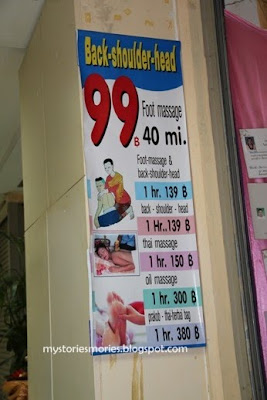 Back-shoulder-head
99 ฿
Foot massage
40 mi.
Foot-massage &
back-shoulder-head
1 hr. 139 ฿
back - shoulder - head
1 Hr..139 ฿
thai massage
1 hr. 150 ฿
oil massage
1 hr. 300 ฿
prakob - thai-herbal bag
1 hr. 380 ฿
mystoriesmories.blogspot.com